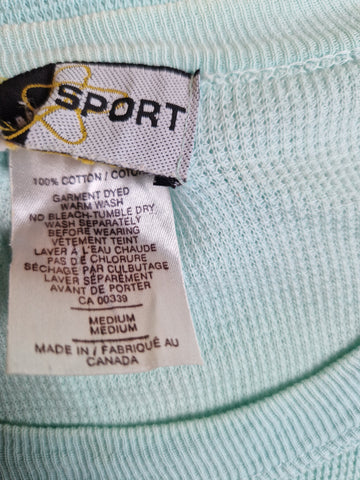 SPORT
100% COTTON / COTON
GARMENT DYED
WARM WASH
NO BLEACH-TUMBLE DRY
WASH SEPARATELY
BEFORE WEARING
VÊTEMENT TEINT
LAVER À L'EAU CHAUDE
PAS D'E CHLORURE
SÉCHAGE PAR CULBUTAGE
LAVER SÉPARÉMENT
AVANT DE PORTER
CA 00339
MEDIUM
MEDIUM
MADE IN / FABRIQUÉ AU
CANADA